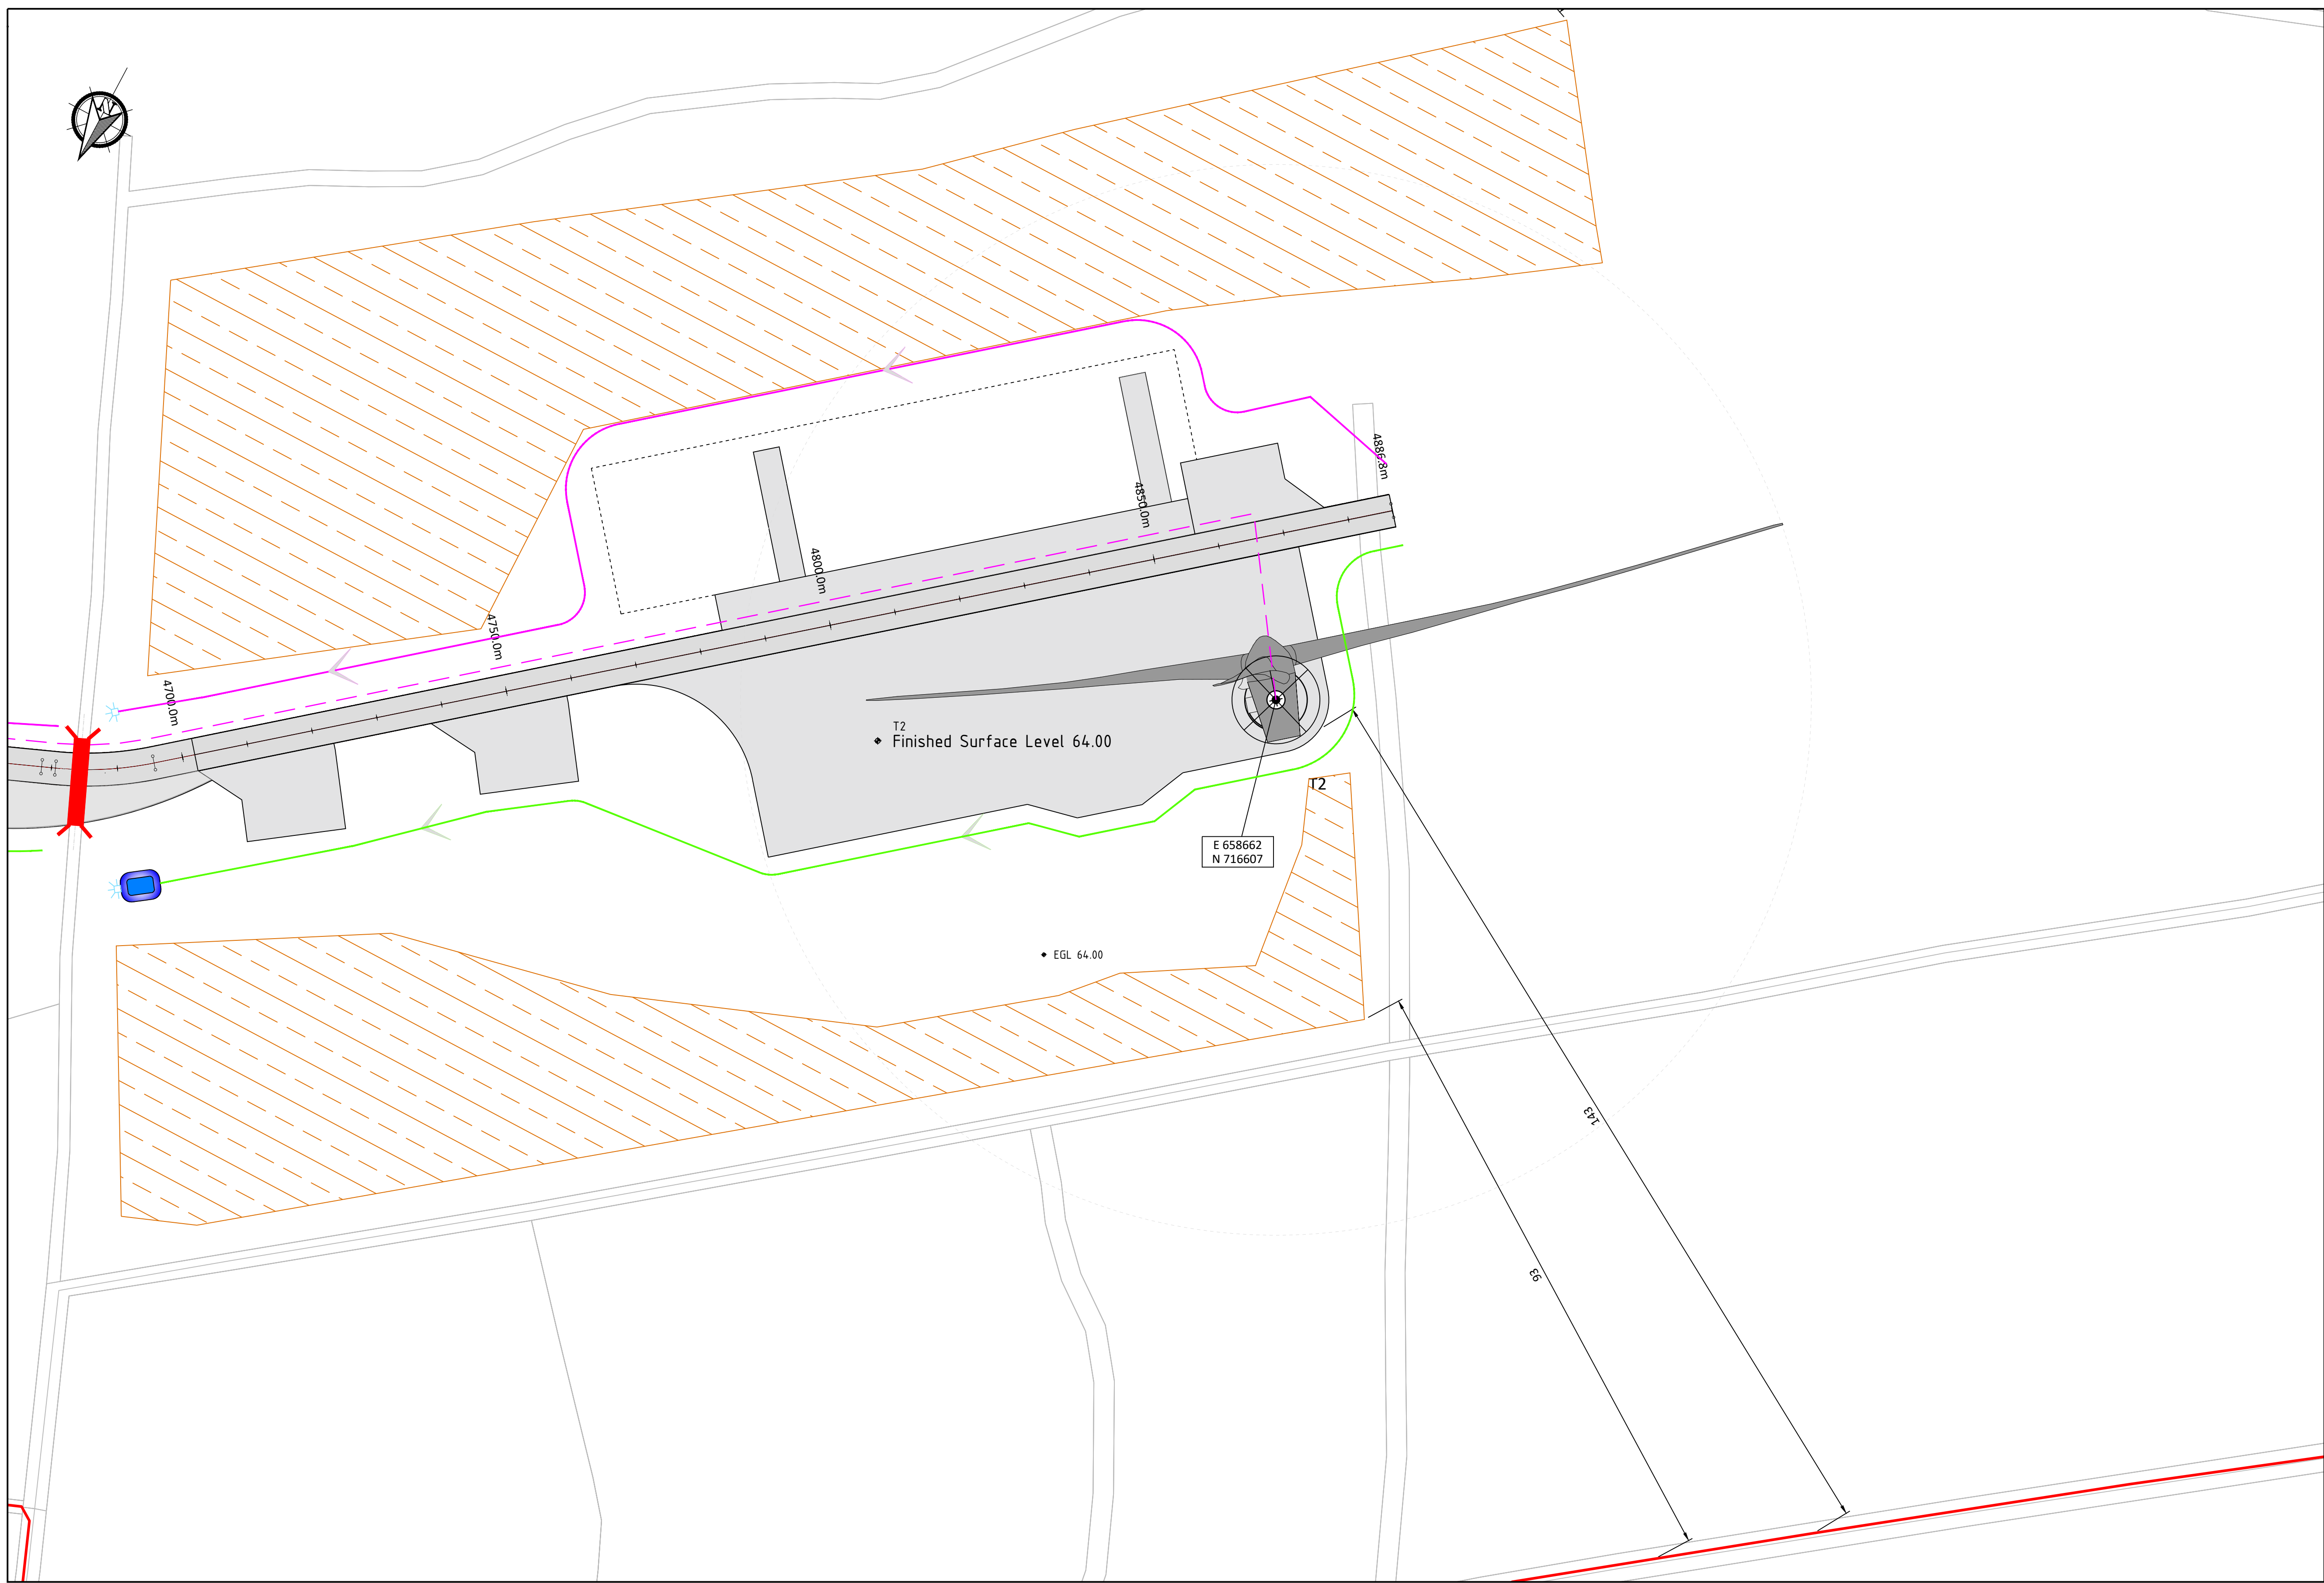 4886.8m
4850.0m
4800.0m
4750.0m
4700.0m
T2
Finished Surface Level 64.00
T2
E 658662
N 716607
EGL 64.00
143
93